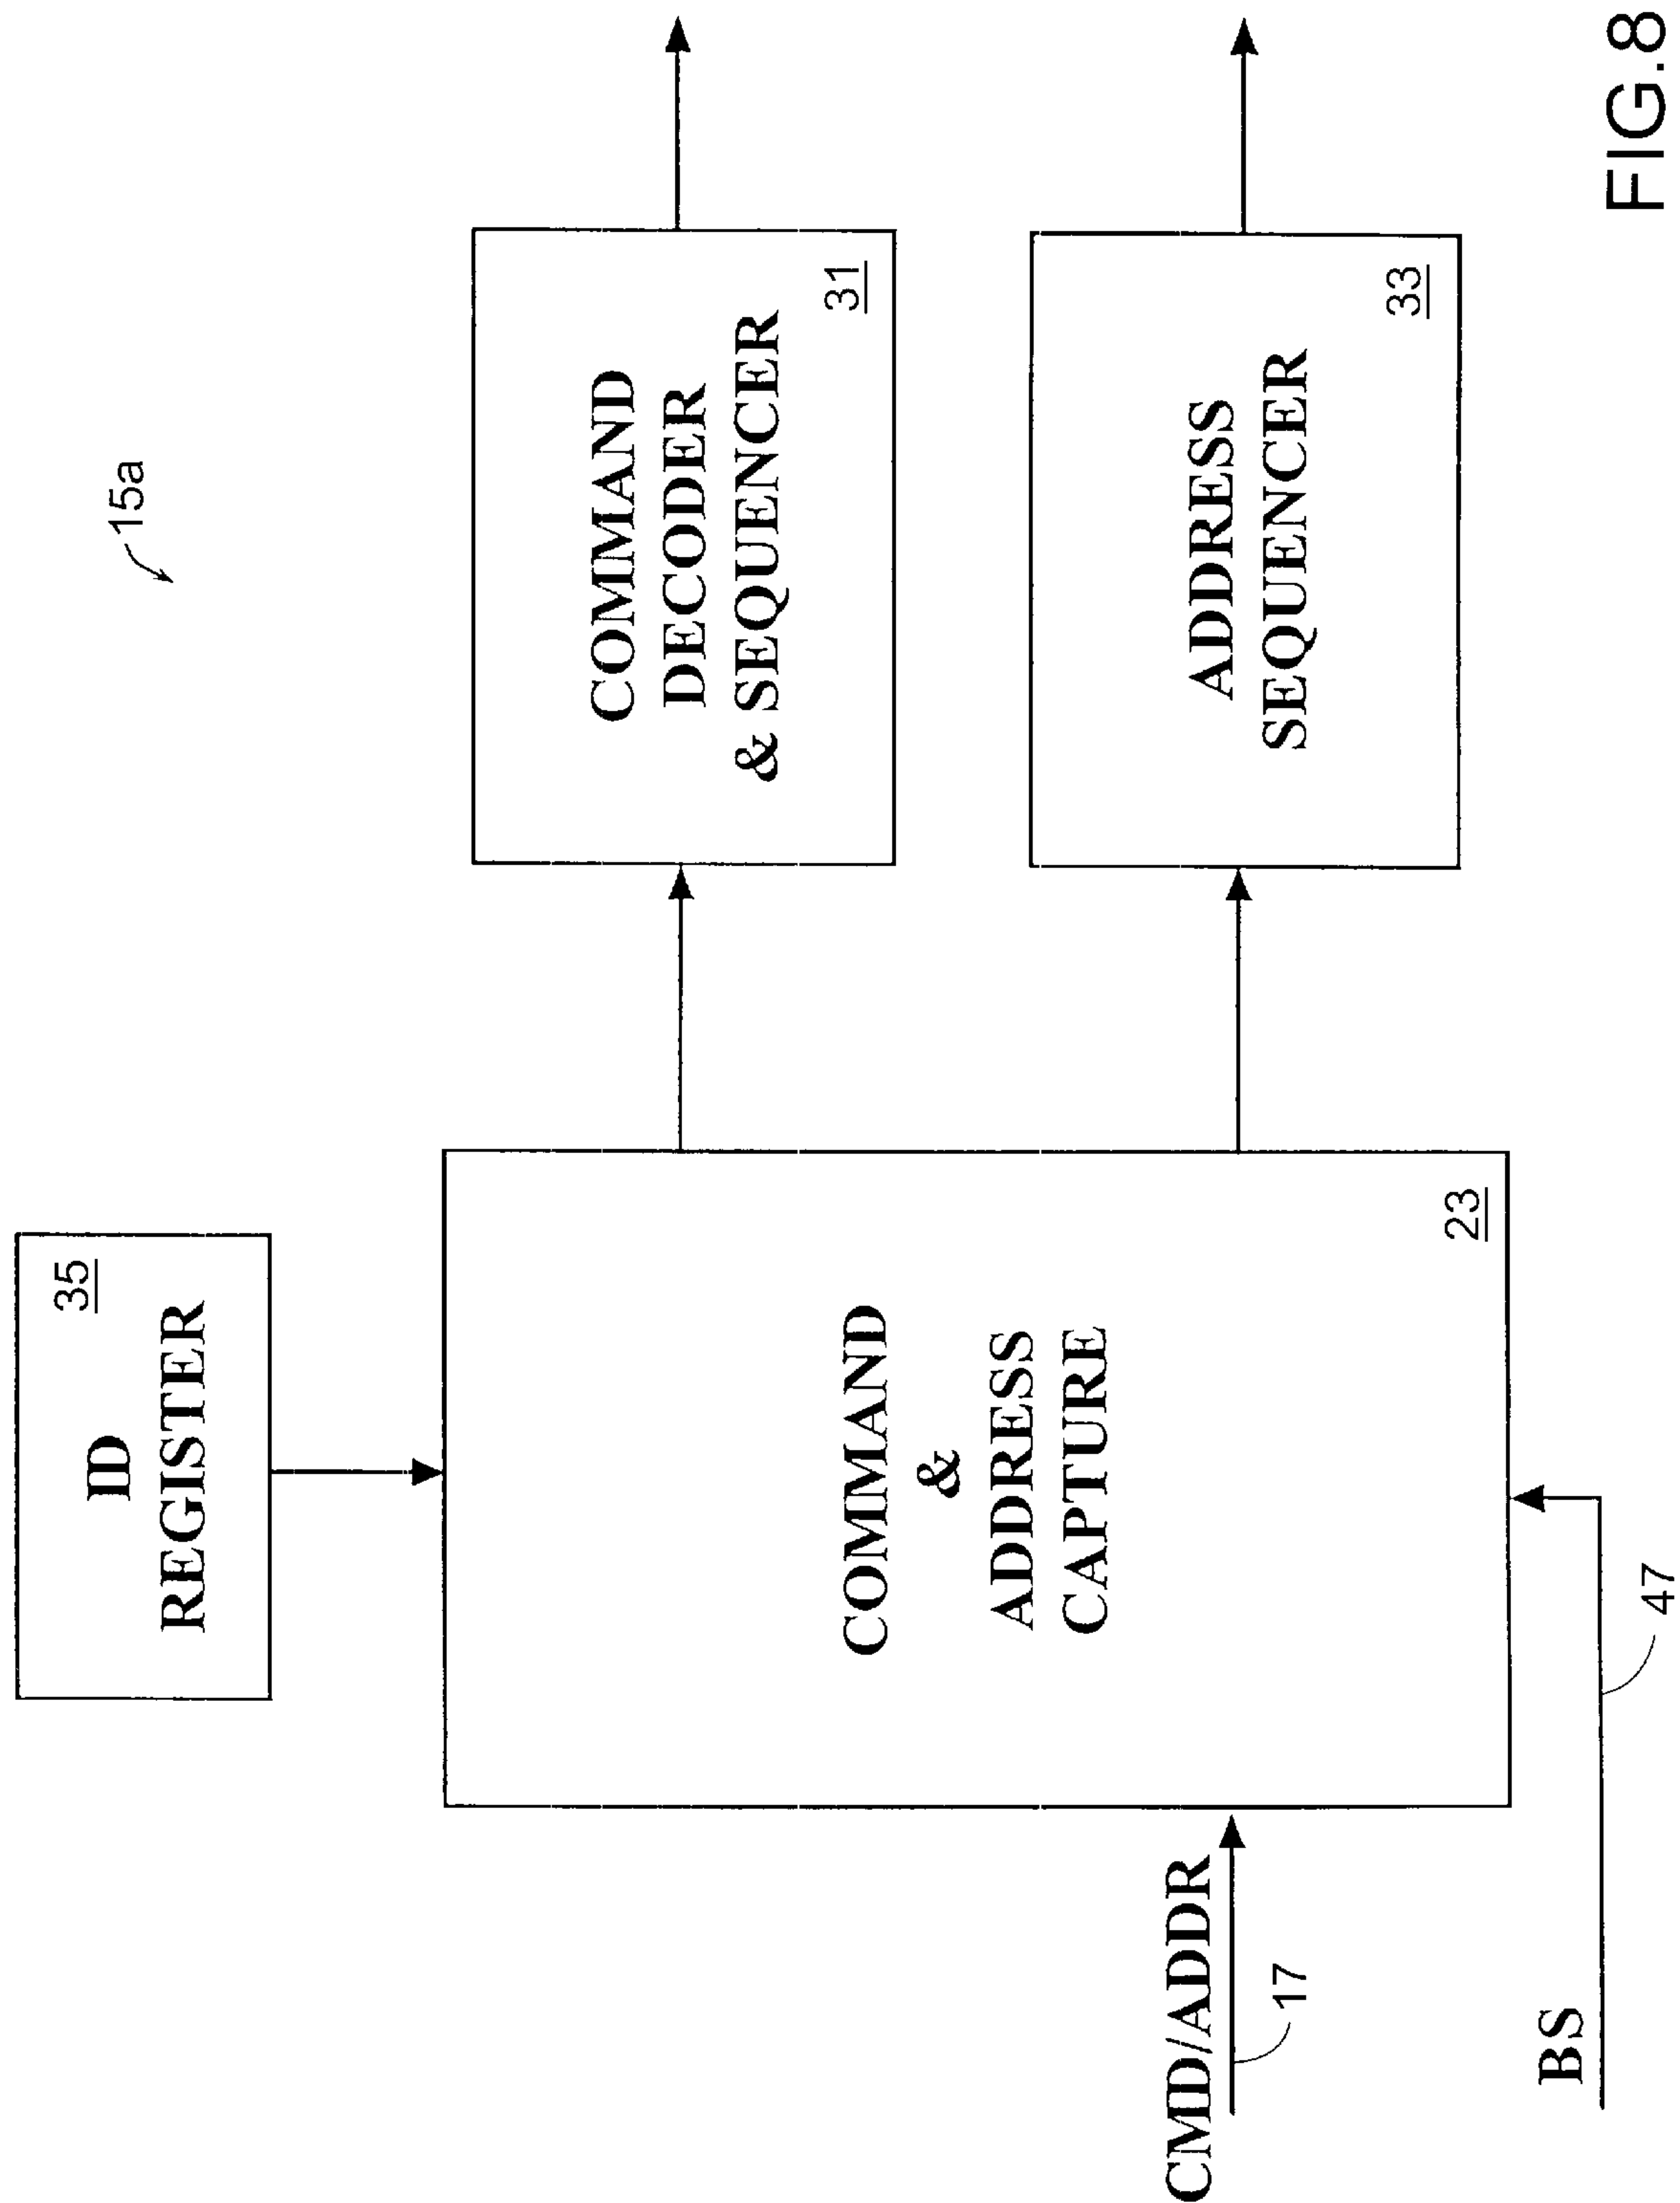 15a
35
ID
REGISTER
COMMAND
DECODER
& SEQUENCER
31
COMMAND
&
ADDRESS
CAPTURE
23
ADDRESS
SEQUENCER
33
CMD/ADDR
17
BS
47
FIG.8